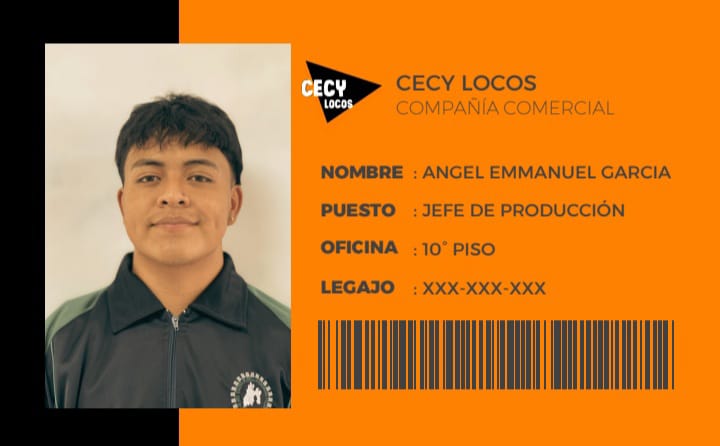 CECY
LOCOS
CECY LOCOS
COMPAÑÍA COMERCIAL
NOMBRE : ANGEL EMMANUEL GARCIA
PUESTO : JEFE DE PRODUCCIÓN
OFICINA : 10° PISO
LEGAJO : XXX-XXX-XXX